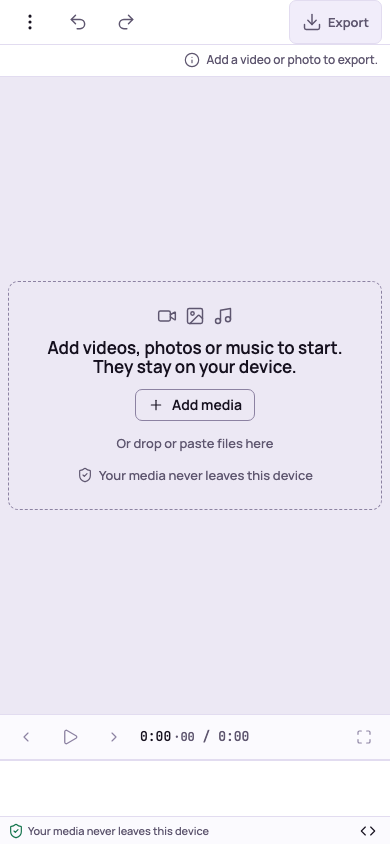 Export
Add a video or photo to export.
Add videos, photos or music to start.
They stay on your device.
Add media
Or drop or paste files here
Your media never leaves this device
0:00·00 / 0:00
Your media never leaves this device